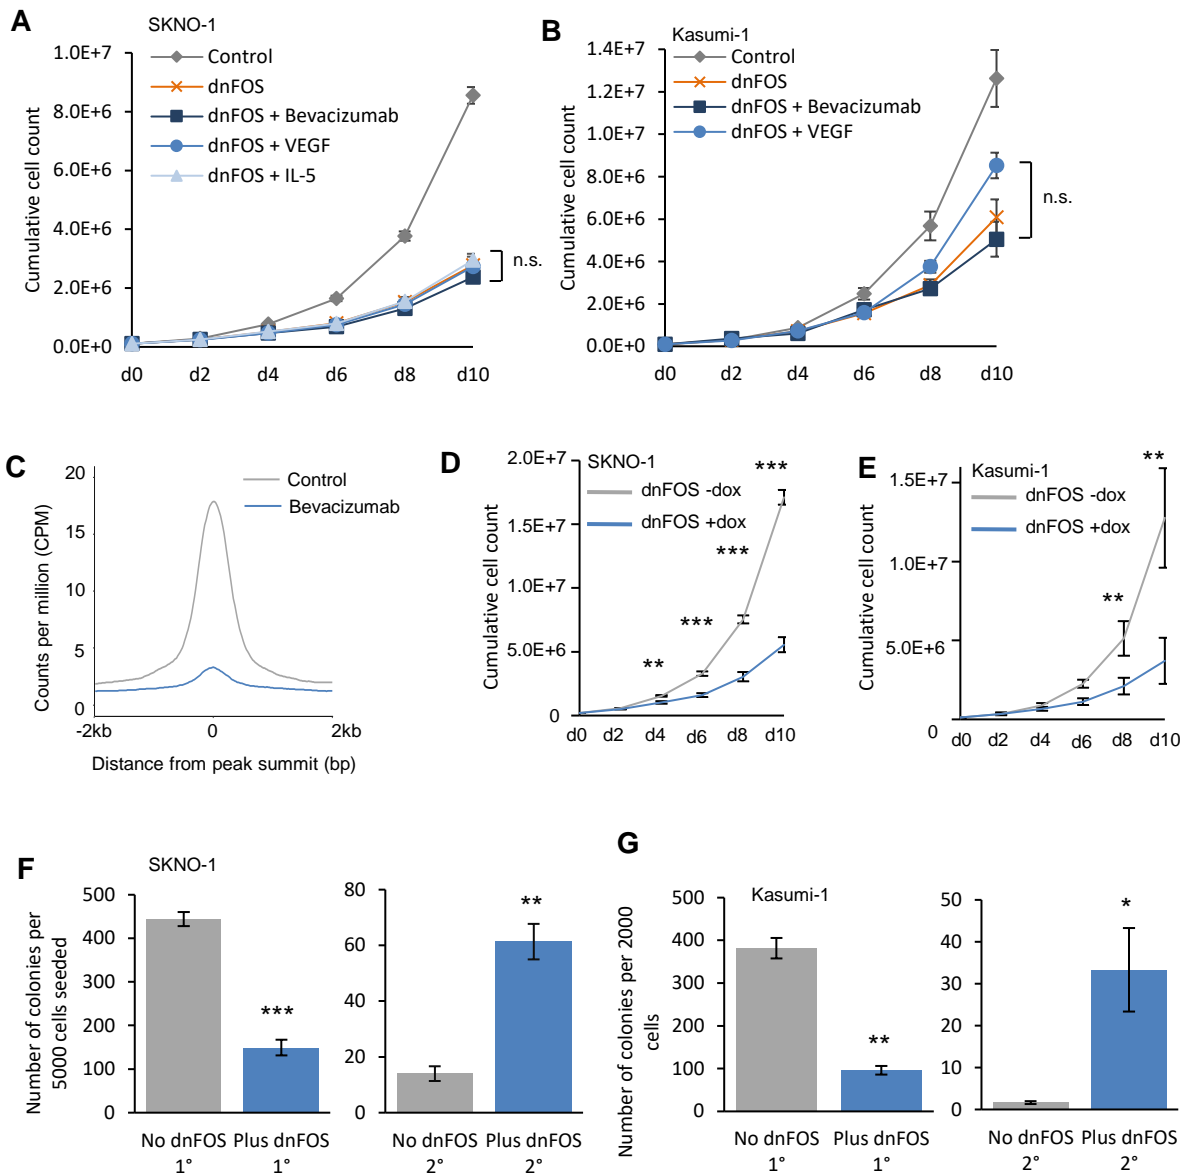 A
SKNO-1
Cumulative cell count
1.0E+7
8.0E+6
6.0E+6
4.0E+6
2.0E+6
0.0E+0
Control
dnFOS
dnFOS + Bevacizumab
dnFOS + VEGF
dnFOS + IL-5
n.s.
d0 d2 d4 d6 d8 d10
B
Kasumi-1
Cumulative cell count
1.4E+7
1.2E+7
1.0E+7
8.0E+6
6.0E+6
4.0E+6
2.0E+6
0.0E+0
Control
dnFOS
dnFOS + Bevacizumab
dnFOS + VEGF
n.s.
d0 d2 d4 d6 d8 d10
C
Counts per million (CPM)
20
15
10
5
0
Control
Bevacizumab
-2kb 0 2kb
Distance from peak summit (bp)
D
SKNO-1
Cumulative cell count
2.0E+7
1.5E+7
1.0E+7
5.0E+6
0
dnFOS -dox
dnFOS +dox
**
***
***
***
d0 d2 d4 d6 d8 d10
E
Kasumi-1
Cumulative cell count
1.5E+7
1.0E+7
5.0E+6
0
dnFOS -dox
dnFOS +dox
**
**
d0 d2 d4 d6 d8 d10
F
SKNO-1
Number of colonies per
5000 cells seeded
500
400
300
200
100
0
***
No dnFOS Plus dnFOS
1° 1°
80
60
40
20
0
**
No dnFOS Plus dnFOS
2° 2°
G
Kasumi-1
Number of colonies per 2000
cells
500
400
300
200
100
0
**
No dnFOS Plus dnFOS
1° 1°
50
40
30
20
10
0
*
No dnFOS Plus dnFOS
2° 2°